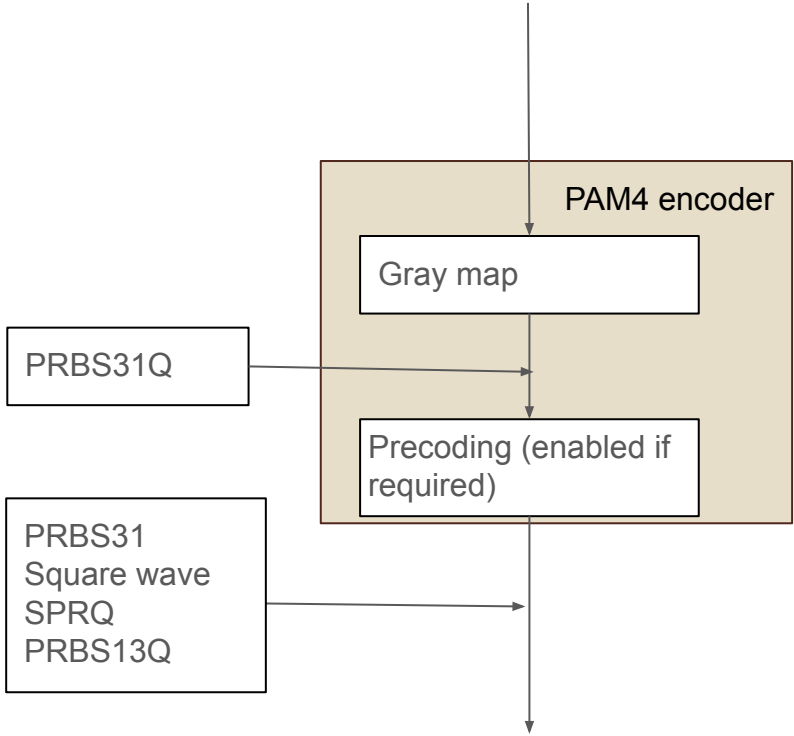 PAM4 encoder
Gray map
PRBS31Q
Precoding (enabled if
required)
PRBS31
Square wave
SPRQ
PRBS13Q